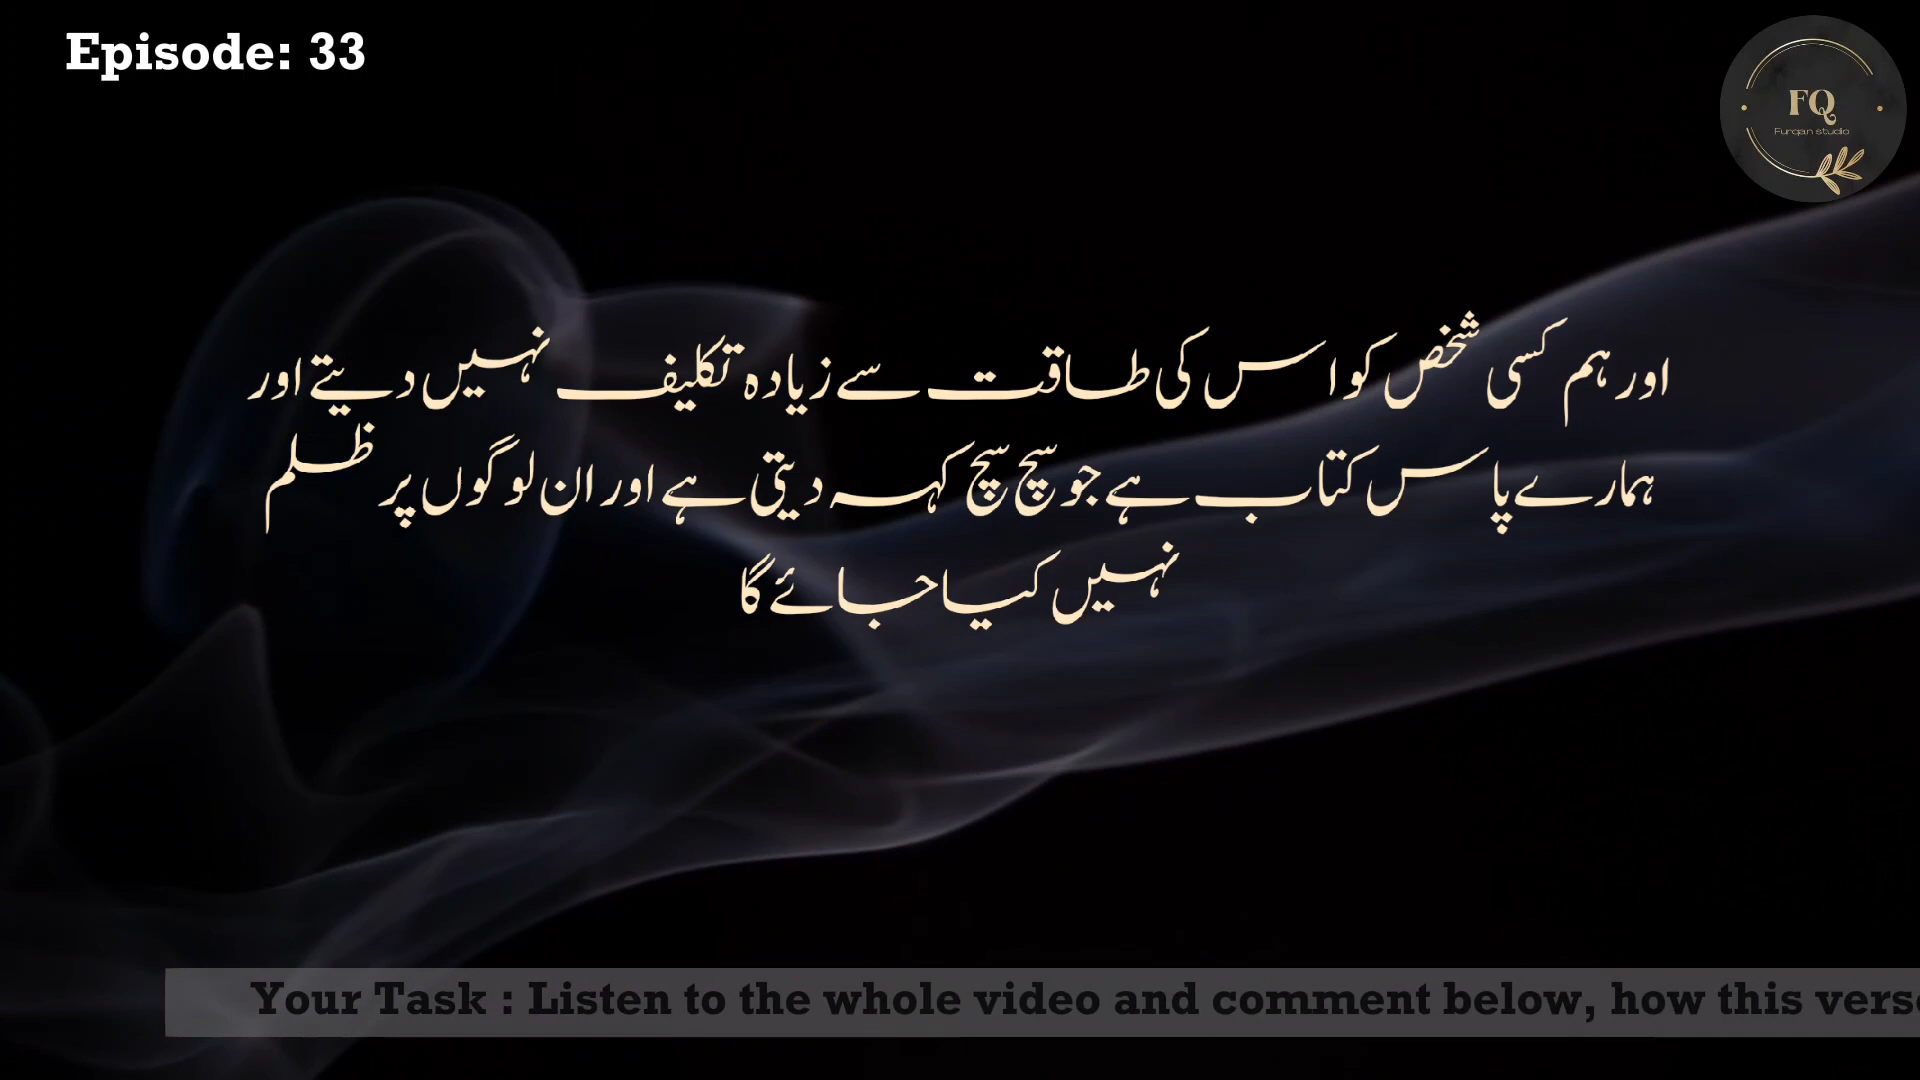 Episode: 33
FQ
Furqan studio
اور ہم کسی شخص کو اس کی طاقت سے زیادہ تکلیف نہیں دیتے اور
ہمارے پاس کتاب ہے جو سچ سچ کہہ دیتی ہے اور ان لوگوں پر ظلم
نہیں کیا جائے گا
Your Task : Listen to the whole video and comment below, how this vers